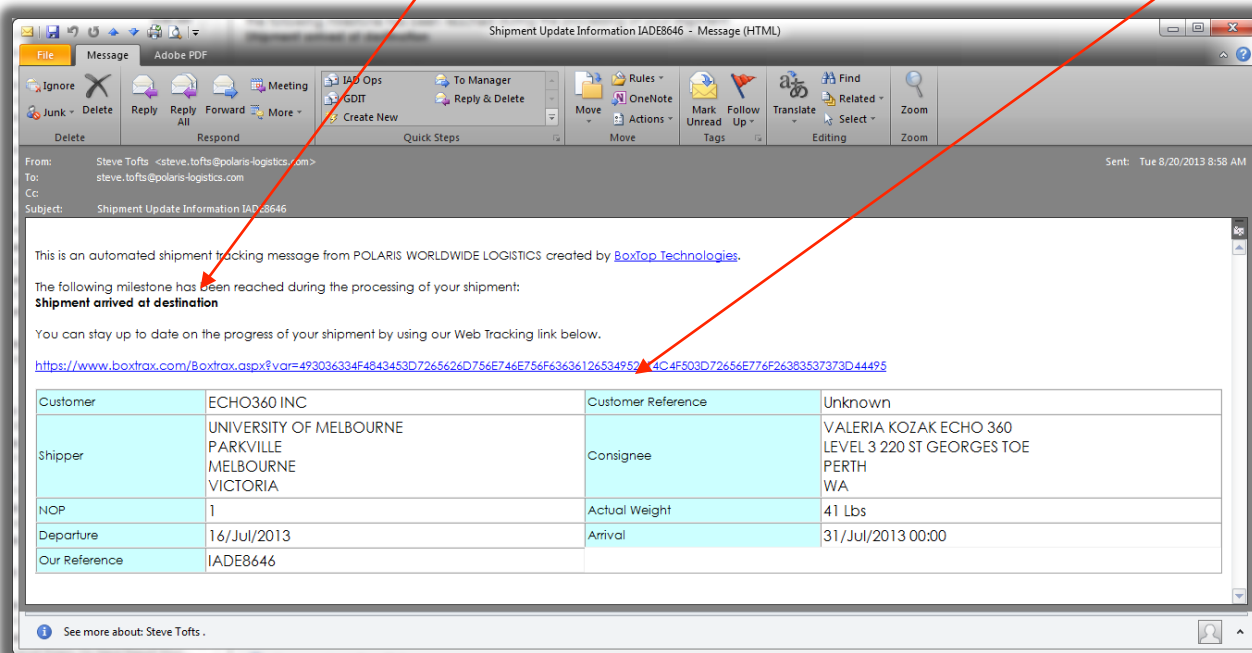 Shipment Update Information IADE8646 - Message (HTML)
File Message Adobe PDF
Ignore
Junk
Delete
Reply
Reply All
Forward
Meeting
More
IAD Ops
GDIT
Create New
To Manager
Reply & Delete
Move
Rules
OneNote
Actions
Mark Unread
Follow Up
Translate
Find
Related
Select
Zoom
Delete Respond Quick Steps Move Tags Editing Zoom
From: Steve Tofts <steve.tofts@polaris-logistics.com>
Sent: Tue 8/20/2013 8:58 AM
To: steve.tofts@polaris-logistics.com
Cc:
Subject: Shipment Update Information IADE8646
This is an automated shipment tracking message from POLARIS WORLDWIDE LOGISTICS created by BoxTop Technologies.
The following milestone has been reached during the processing of your shipment:
Shipment arrived at destination
You can stay up to date on the progress of your shipment by using our Web Tracking link below.
Customer ECHO360 INC Customer Reference Unknown
Shipper
UNIVERSITY OF MELBOURNE
PARKVILLE
MELBOURNE
VICTORIA
Consignee
VALERIA KOZAK ECHO 360
LEVEL 3 220 ST GEORGES TOE
PERTH
WA
NOP 1 Actual Weight 41 Lbs
Departure 16/Jul/2013 Arrival 31/Jul/2013 00:00
Our Reference IADE8646
See more about: Steve Tofts .